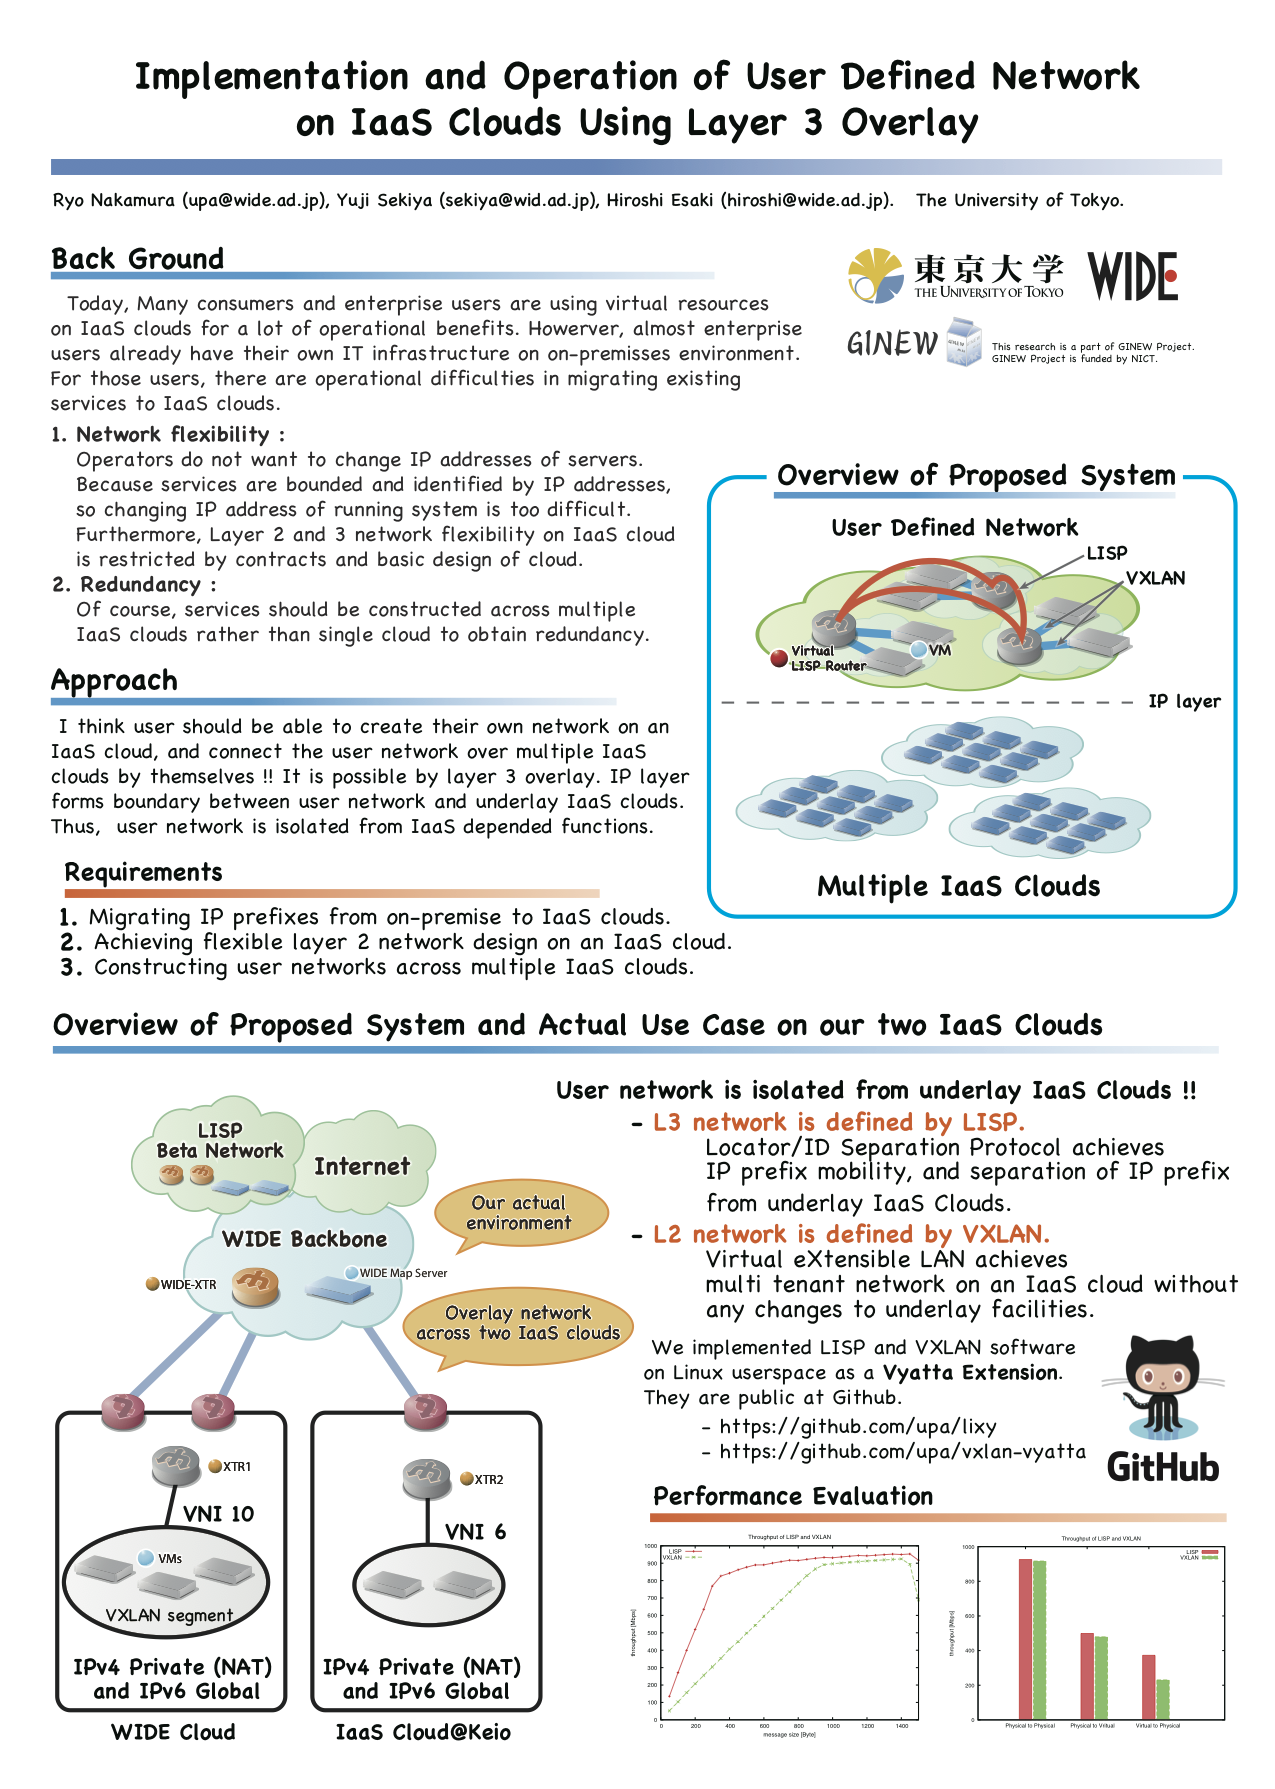 Implementation and Operation of User Defined Network
on IaaS Clouds Using Layer 3 Overlay
Ryo Nakamura (upa@wide.ad.jp), Yuji Sekiya (sekiya@wid.ad.jp), Hiroshi Esaki (hiroshi@wide.ad.jp). The University of Tokyo.
Back Ground
Today, Many consumers and enterprise users are using virtual resources
on IaaS clouds for a lot of operational benefits. Howerver, almost enterprise
users already have their own IT infrastructure on on-premisses environment.
For those users, there are operational difficulties in migrating existing
services to IaaS clouds.
1. Network flexibility :
Operators do not want to change IP addresses of servers.
Because services are bounded and identified by IP addresses,
so changing IP address of running system is too difficult.
Furthermore, Layer 2 and 3 network flexibility on IaaS cloud
is restricted by contracts and basic design of cloud.
2. Redundancy :
Of course, services should be constructed across multiple
IaaS clouds rather than single cloud to obtain redundancy.
東京大学
THE UNIVERSITY OF TOKYO
WIDE
GINEW
This research is a part of GINEW Project.
GINEW Project is funded by NICT.
Approach
I think user should be able to create their own network on an
IaaS cloud, and connect the user network over multiple IaaS
clouds by themselves !! It is possible by layer 3 overlay. IP layer
forms boundary between user network and underlay IaaS clouds.
Thus, user network is isolated from IaaS depended functions.
Requirements
1. Migrating IP prefixes from on-premise to IaaS clouds.
2. Achieving flexible layer 2 network design on an IaaS cloud.
3. Constructing user networks across multiple IaaS clouds.
Overview of Proposed System
User Defined Network
LISP
VXLAN
Virtual
LISP Router
VM
IP layer
Multiple IaaS Clouds
Overview of Proposed System and Actual Use Case on our two IaaS Clouds
LISP
Beta Network
Internet
WIDE Backbone
WIDE-XTR
WIDE Map Server
Our actual
environment
Overlay network
across two IaaS clouds
XTR1
VNI 10
VMs
VXLAN segment
IPv4 Private (NAT)
and IPv6 Global
WIDE Cloud
XTR2
VNI 6
IPv4 Private (NAT)
and IPv6 Global
IaaS Cloud@Keio
User network is isolated from underlay IaaS Clouds !!
- L3 network is defined by LISP.
Locator/ID Separation Protocol achieves
IP prefix mobility, and separation of IP prefix
from underlay IaaS Clouds.
- L2 network is defined by VXLAN.
Virtual eXtensible LAN achieves
multi tenant network on an IaaS cloud without
any changes to underlay facilities.
We implemented LISP and VXLAN software
on Linux userspace as a Vyatta Extension.
They are public at Github.
- https://github.com/upa/lixy
- https://github.com/upa/vxlan-vyatta
GitHub
Performance Evaluation
Throughput of LISP and VXLAN
LISP
VXLAN
throughput [Mbps]
1000
900
800
700
600
500
400
300
200
100
0
0 200 400 600 800 1000 1200 1400
message size [Byte]
Throughput of LISP and VXLAN
LISP
VXLAN
throughput [Mbps]
1000
800
600
400
200
0
Physical to Physical Physical to Vritual Virtual to Physical